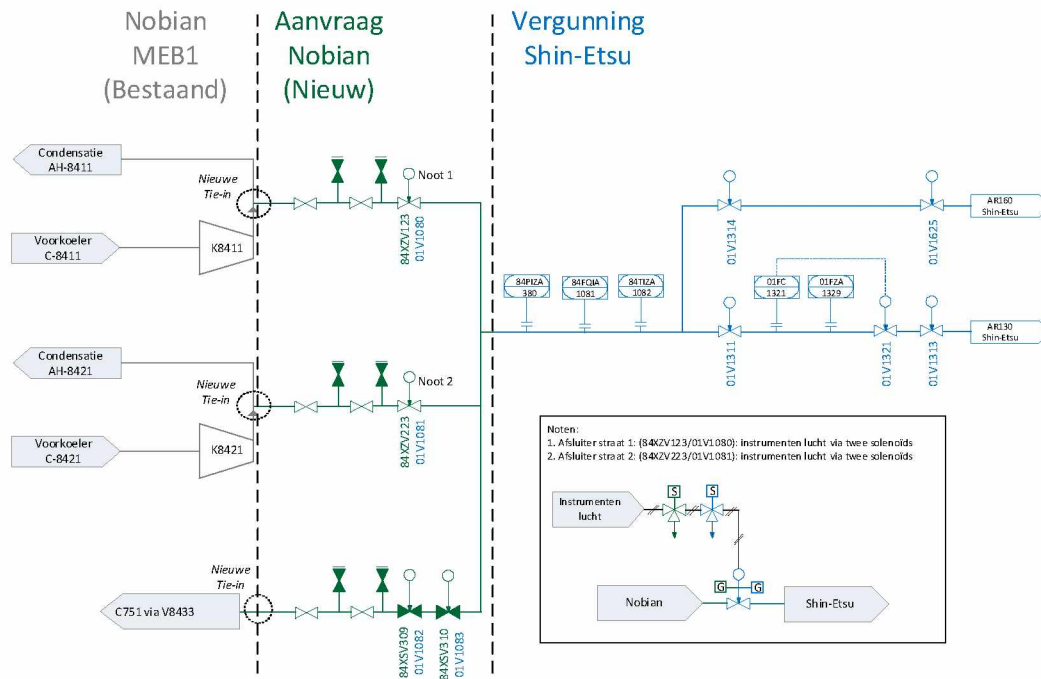 Nobian
MEB1
(Bestaand)
Aanvraag
Nobian
(Nieuw)
Vergunning
Shin-Etsu
Condensatie
AH-8411
Nieuwe
Tie-in
Noot 1
84XZV123
01V1080
Voorkoeler
C-8411
K8411
01V1314
01V1625
AR160
Shin-Etsu
84PIZA
380
84FQIA
1081
84TIZA
1082
01FC
1321
01FZA
1329
01V1311
01V1321
01V1313
AR130
Shin-Etsu
Condensatie
AH-8421
Nieuwe
Tie-in
Noot 2
84XZV223
01V1081
Voorkoeler
C-8421
K8421
Nieuwe
Tie-in
C751 via V8433
84XSV309
01V1082
84XSV310
01V1083
Noten:
1. Afsluiter straat 1: (84XZV123/01V1080): instrumenten lucht via twee solenoïds
2. Afsluiter straat 2: (84XZV223/01V1081): instrumenten lucht via twee solenoïds
Instrumenten
lucht
S
S
G
G
Nobian
Shin-Etsu